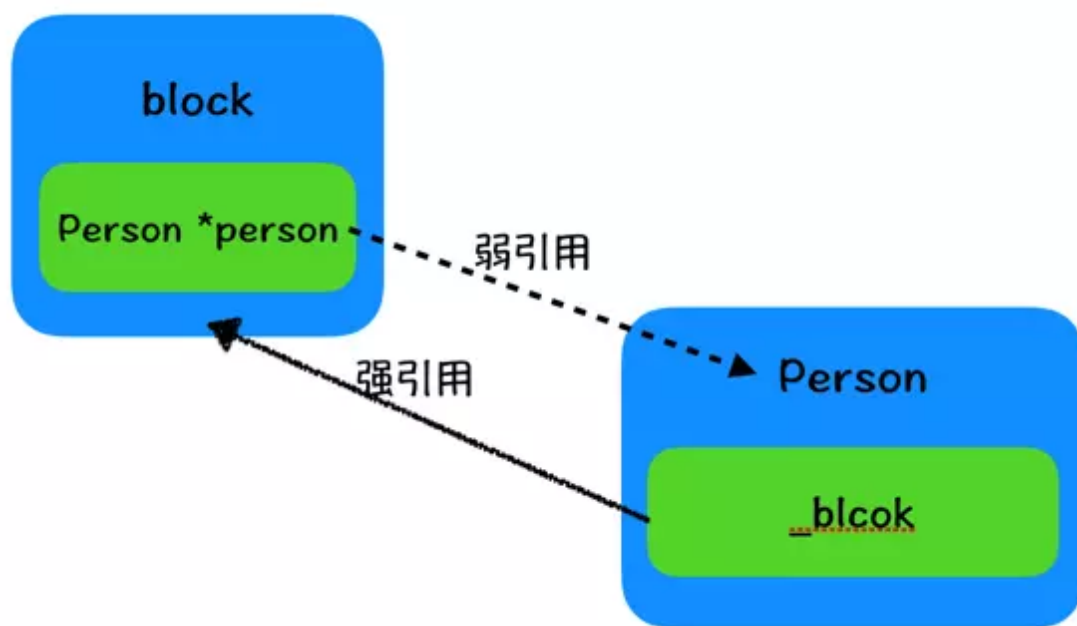 block
Person *person
弱引用
强引用
Person
_blcok